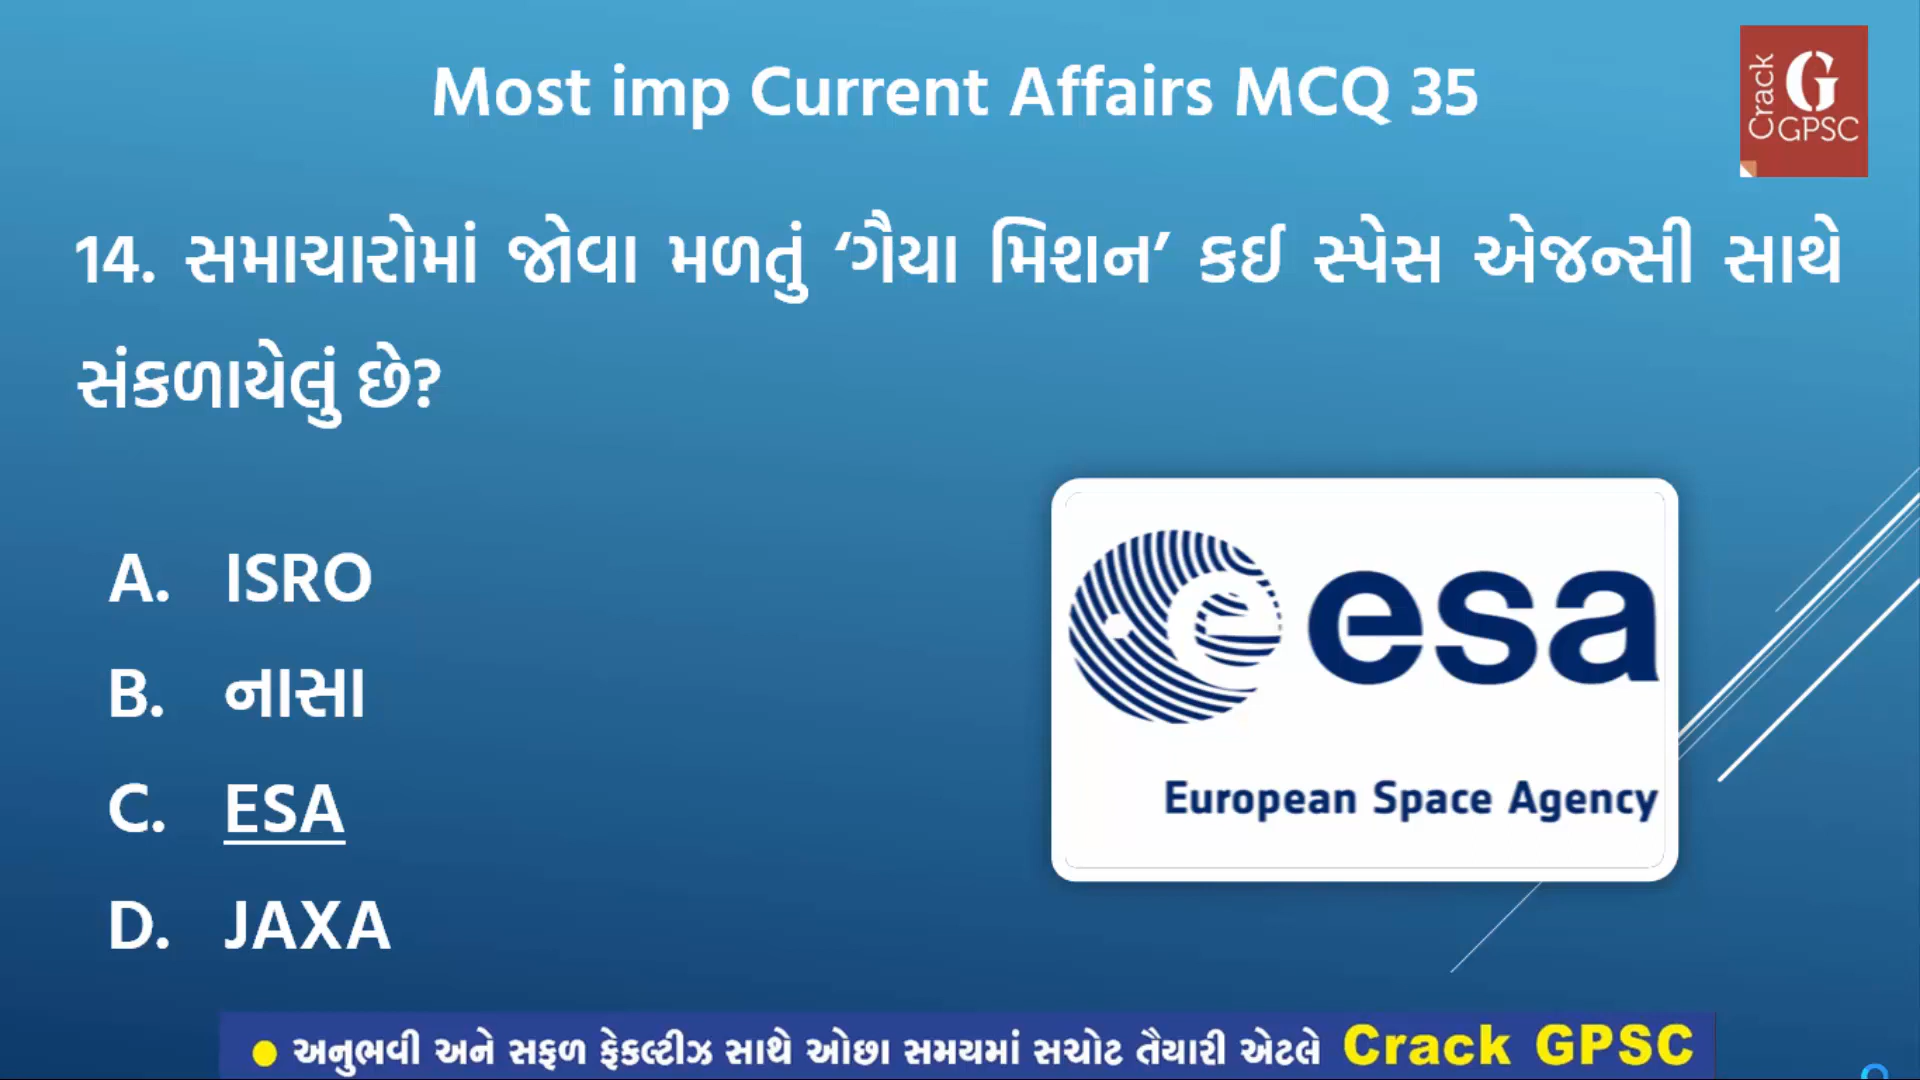 Most imp Current Affairs MCQ 35
Crack
G
GPSC
14. સમાચારોમાં જોવા મળતું ‘ગૈયા મિશન’ કઈ સ્પેસ એજન્સી સાથે
સંકળાયેલું છે?
A. ISRO
B. નાસા
C. ESA
D. JAXA
esa
European Space Agency
● અનુભવી અને સફળ ફેકલ્ટીઝ સાથે ઓછા સમયમાં સચોટ તૈયારી એટલે Crack GPSC